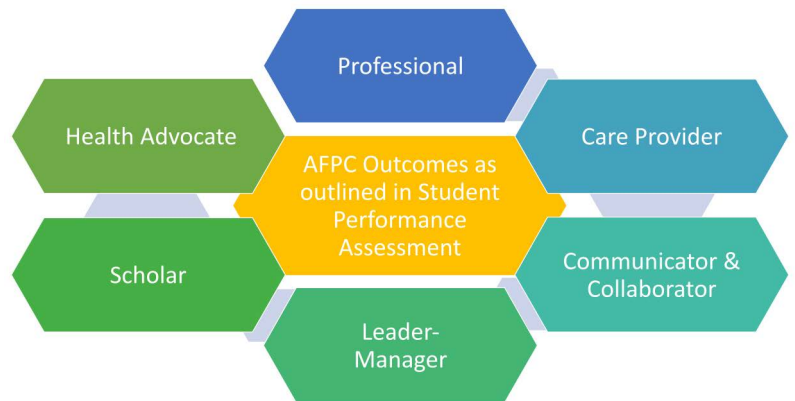 Professional
Health Advocate
Care Provider
AFPC Outcomes as
outlined in Student
Performance
Assessment
Scholar
Communicator &
Collaborator
Leader-
Manager